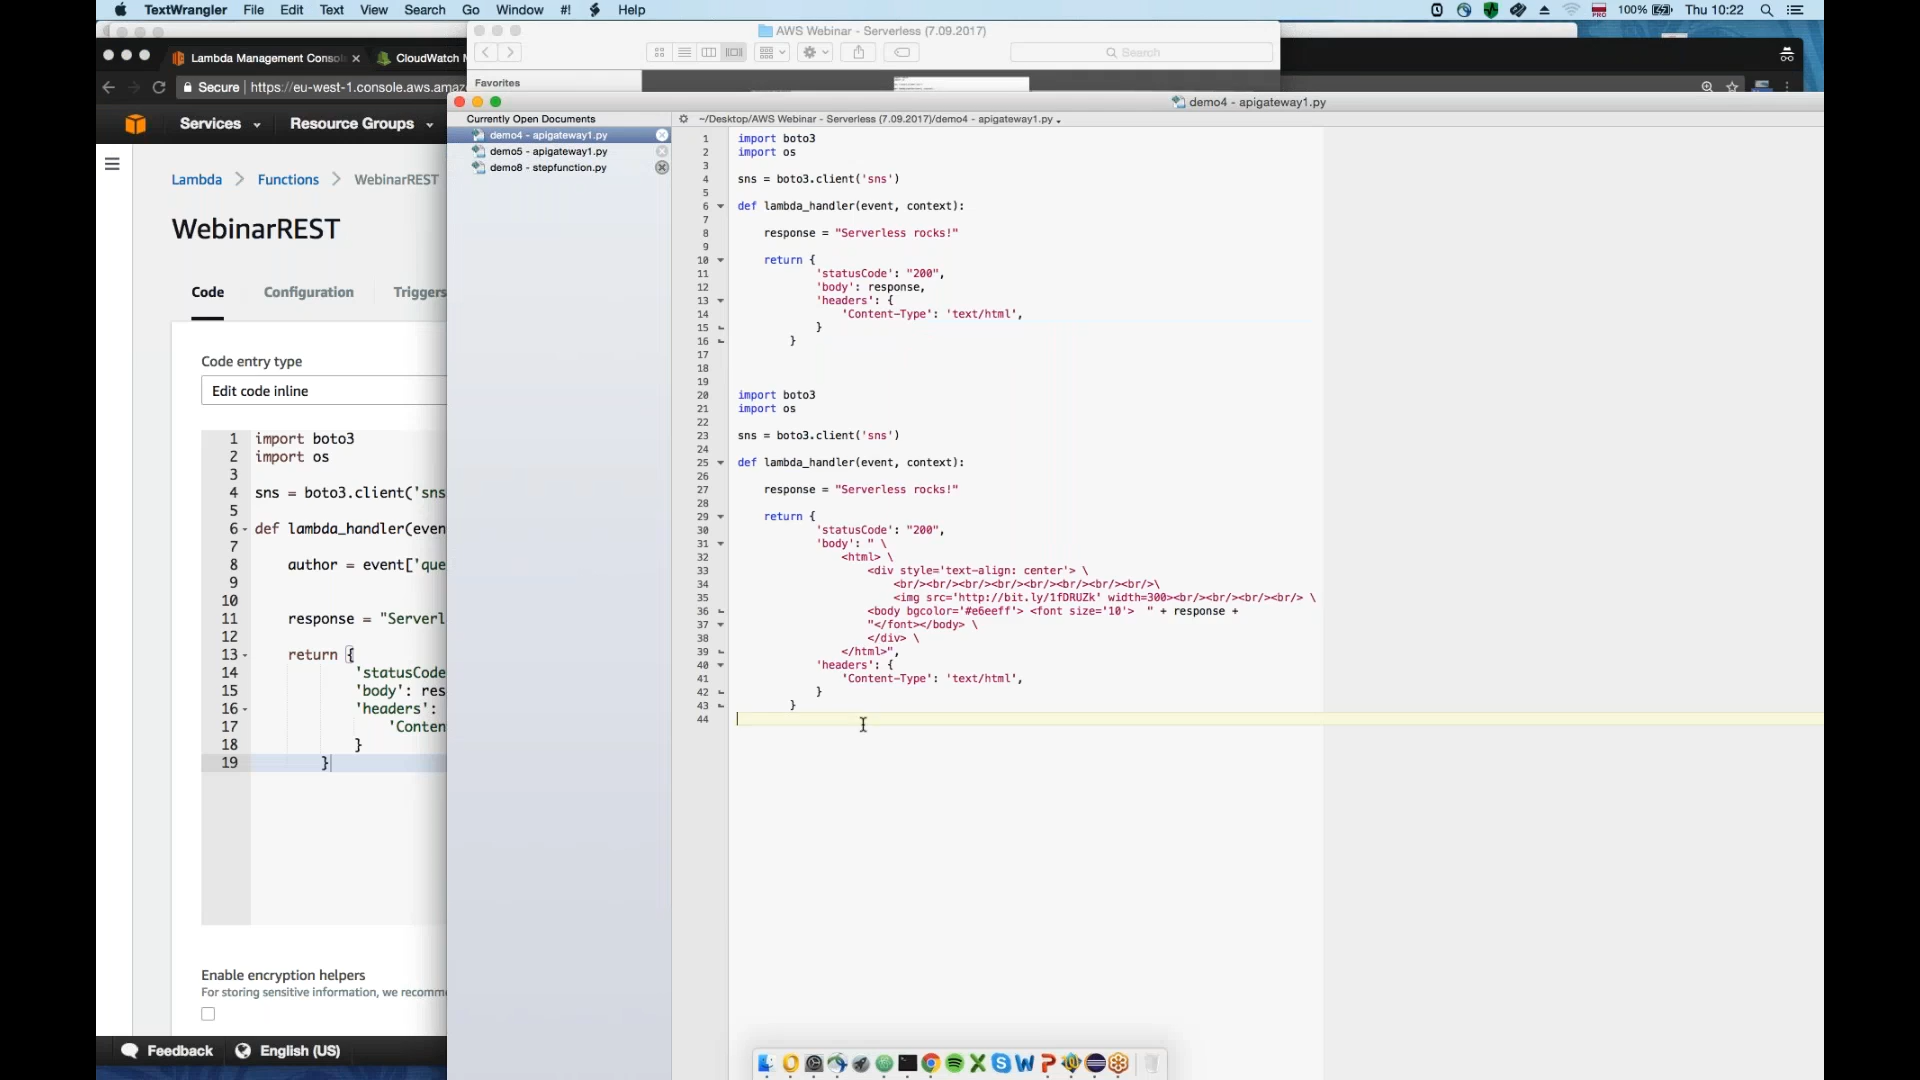 TextWrangler File Edit Text View Search Go Window #! Help
100% Thu 10:22
AWS Webinar - Serverless (7.09.2017)
Search
Favorites
Lambda Management Console
CloudWatch
Secure | https://eu-west-1.console.aws.amaz
Services Resource Groups
Lambda > Functions > WebinarREST
WebinarREST
Code Configuration Triggers
Code entry type
Edit code inline
1 import boto3
2 import os
3
4 sns = boto3.client('sns
5
6 def lambda_handler(even
7
8 author = event['que
9
10
11 response = "Serverl
12
13 return {
14 'statusCode
15 'body': res
16 'headers':
17 'Conten
18 }
19 }
Enable encryption helpers
For storing sensitive information, we recomm
Feedback English (US)
demo4 - apigateway1.py
Currently Open Documents
demo4 - apigateway1.py
demo5 - apigateway1.py
demo8 - stepfunction.py
~/Desktop/AWS Webinar - Serverless (7.09.2017)/demo4 - apigateway1.py
1 import boto3
2 import os
3
4 sns = boto3.client('sns')
5
6 def lambda_handler(event, context):
7
8 response = "Serverless rocks!"
9
10 return {
11 'statusCode': "200",
12 'body': response,
13 'headers': {
14 'Content-Type': 'text/html',
15 }
16 }
17
18
19
20 import boto3
21 import os
22
23 sns = boto3.client('sns')
24
25 def lambda_handler(event, context):
26
27 response = "Serverless rocks!"
28
29 return {
30 'statusCode': "200",
31 'body': " \
32 <html> \
33 <div style='text-align: center'> \
34 <br/><br/><br/><br/><br/><br/><br/><br/>\
35 <img src='http://bit.ly/1fDRUZk' width=300><br/><br/><br/><br/> \
36 <body bgcolor='#e6eeff'> <font size='10'> " + response +
37 "</font></body> \
38 </div> \
39 </html>",
40 'headers': {
41 'Content-Type': 'text/html',
42 }
43 }
44